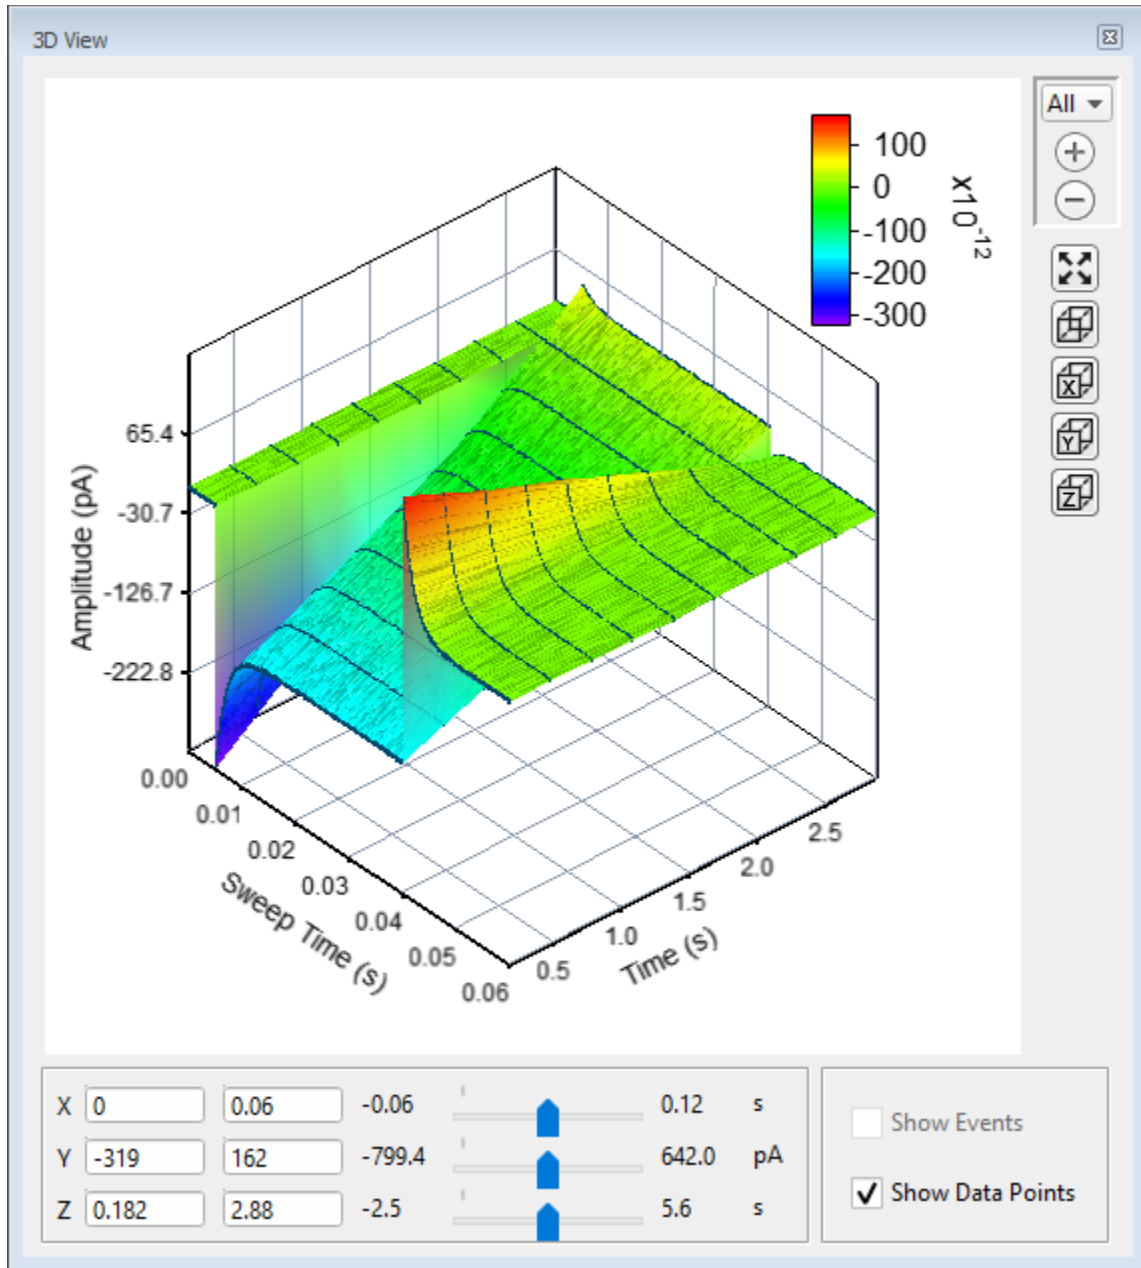 3D View
All
100
0
-100
-200
-300
x10-12
65.4
-30.7
-126.7
-222.8
Amplitude (pA)
0.00
0.01
0.02
0.03
0.04
0.05
0.06
Sweep Time (s)
0.5
1.0
1.5
2.0
2.5
Time (s)
X
Y
Z
X 0 0.06 -0.06 0.12 s
Y -319 162 -799.4 642.0 pA
Z 0.182 2.88 -2.5 5.6 s
Show Events
Show Data Points